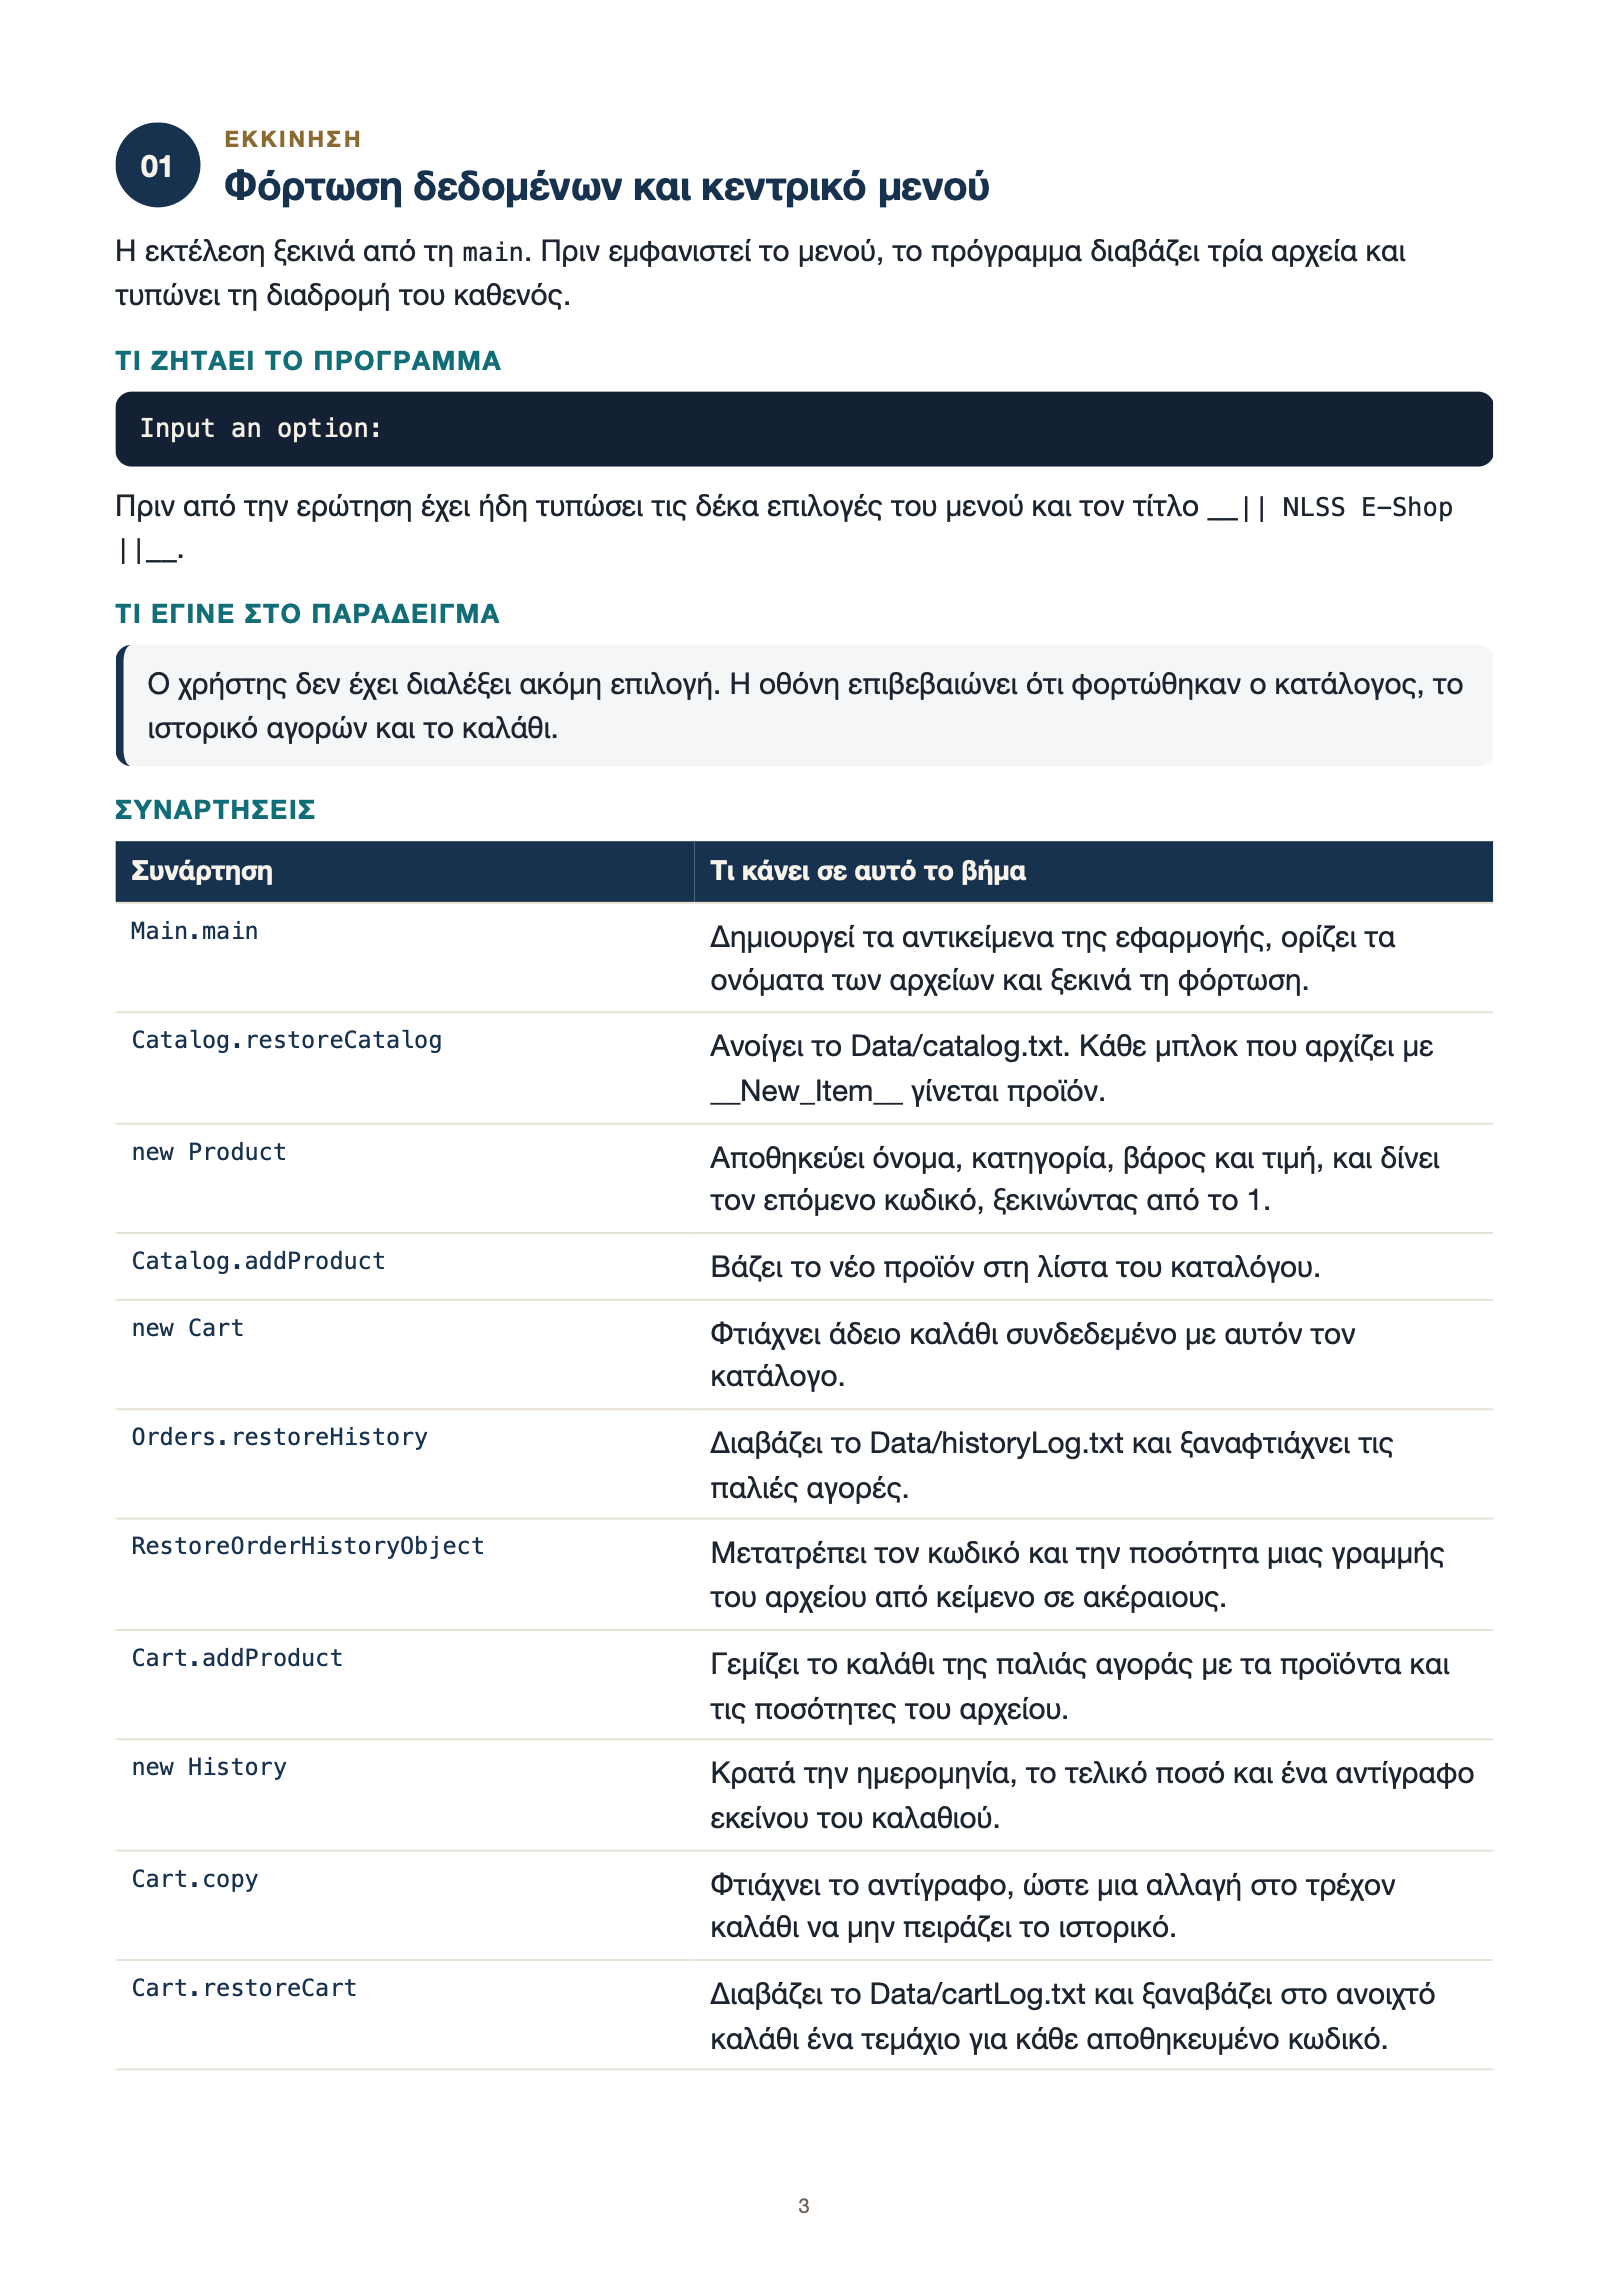 01
ΕΚΚΙΝΗΣΗ
Φόρτωση δεδομένων και κεντρικό μενού
Η εκτέλεση ξεκινά από τη main. Πριν εμφανιστεί το μενού, το πρόγραμμα διαβάζει τρία αρχεία και
τυπώνει τη διαδρομή του καθενός.
ΤΙ ΖΗΤΑΕΙ ΤΟ ΠΡΟΓΡΑΜΜΑ
Input an option:
Πριν από την ερώτηση έχει ήδη τυπώσει τις δέκα επιλογές του μενού και τον τίτλο __|| NLSS E-Shop
||__.
ΤΙ ΕΓΙΝΕ ΣΤΟ ΠΑΡΑΔΕΙΓΜΑ
Ο χρήστης δεν έχει διαλέξει ακόμη επιλογή. Η οθόνη επιβεβαιώνει ότι φορτώθηκαν ο κατάλογος, το
ιστορικό αγορών και το καλάθι.
ΣΥΝΑΡΤΗΣΕΙΣ
Συνάρτηση Τι κάνει σε αυτό το βήμα
Main.main Δημιουργεί τα αντικείμενα της εφαρμογής, ορίζει τα
ονόματα των αρχείων και ξεκινά τη φόρτωση.
Catalog.restoreCatalog Ανοίγει το Data/catalog.txt. Κάθε μπλοκ που αρχίζει με
__New_Item__ γίνεται προϊόν.
new Product Αποθηκεύει όνομα, κατηγορία, βάρος και τιμή, και δίνει
τον επόμενο κωδικό, ξεκινώντας από το 1.
Catalog.addProduct Βάζει το νέο προϊόν στη λίστα του καταλόγου.
new Cart Φτιάχνει άδειο καλάθι συνδεδεμένο με αυτόν τον
κατάλογο.
Orders.restoreHistory Διαβάζει το Data/historyLog.txt και ξαναφτιάχνει τις
παλιές αγορές.
RestoreOrderHistoryObject Μετατρέπει τον κωδικό και την ποσότητα μιας γραμμής
του αρχείου από κείμενο σε ακέραιους.
Cart.addProduct Γεμίζει το καλάθι της παλιάς αγοράς με τα προϊόντα και
τις ποσότητες του αρχείου.
new History Κρατά την ημερομηνία, το τελικό ποσό και ένα αντίγραφο
εκείνου του καλαθιού.
Cart.copy Φτιάχνει το αντίγραφο, ώστε μια αλλαγή στο τρέχον
καλάθι να μην πειράζει το ιστορικό.
Cart.restoreCart Διαβάζει το Data/cartLog.txt και ξαναβάζει στο ανοιχτό
καλάθι ένα τεμάχιο για κάθε αποθηκευμένο κωδικό.
3